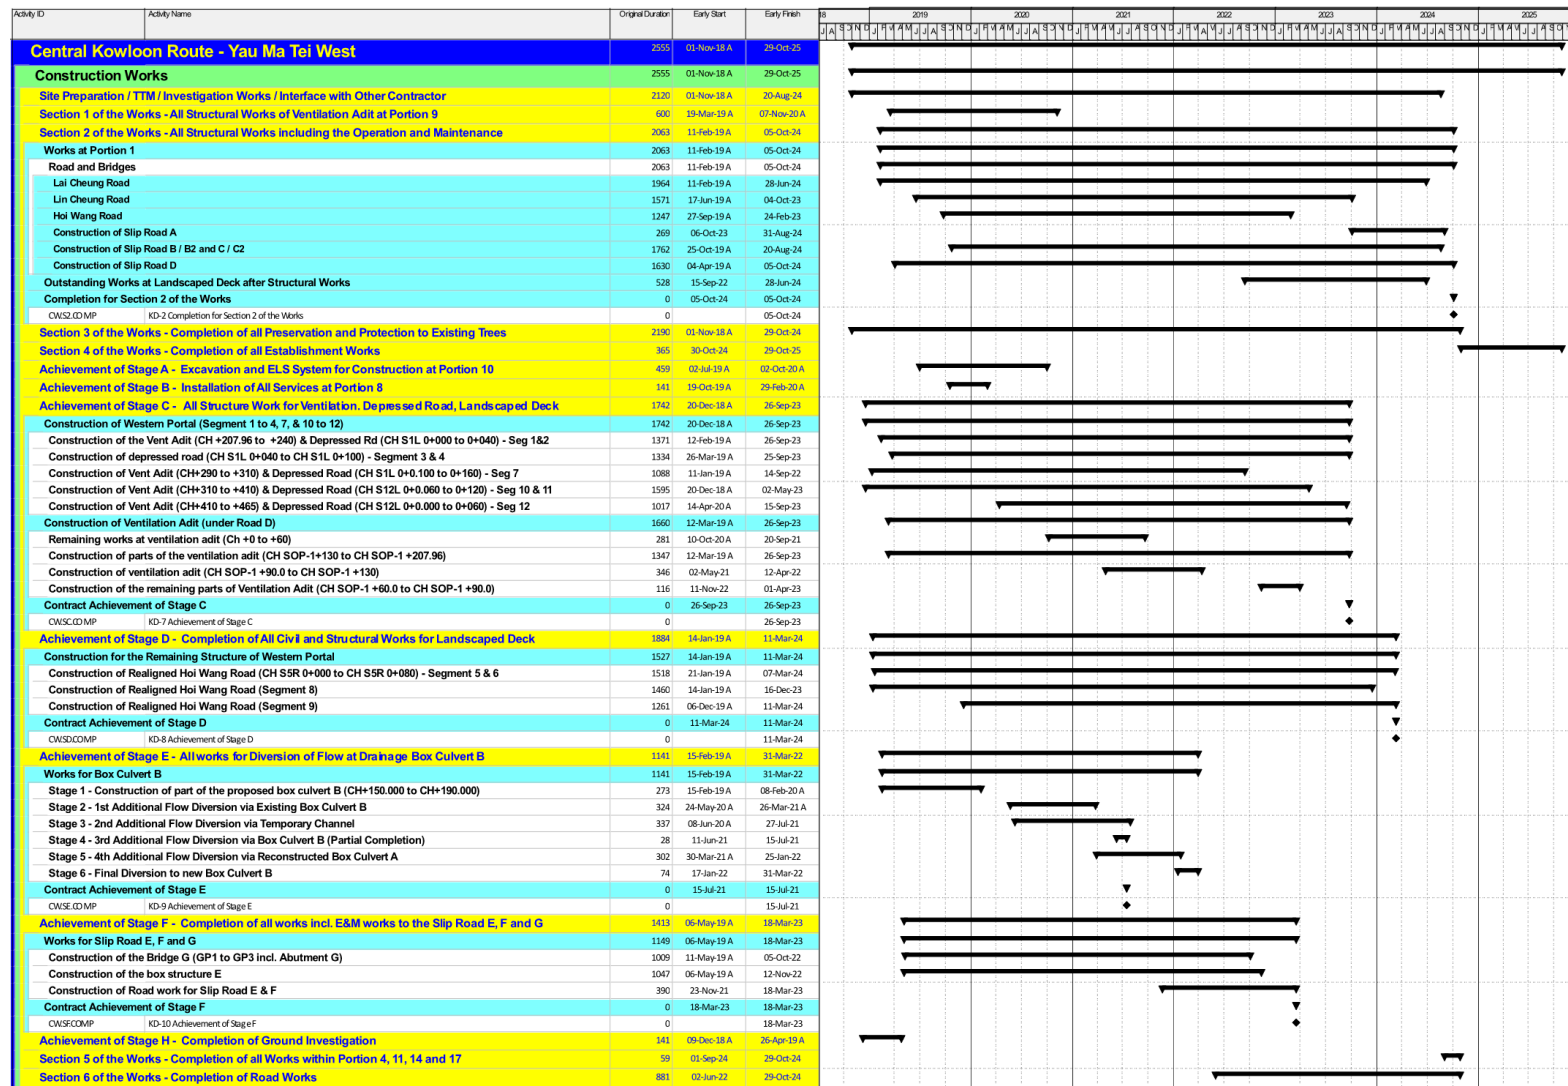 Activity ID Activity Name Original Duration Early Start Early Finish 18 2019 2020 2021 2022 2023 2024 2025
Central Kowloon Route - Yau Ma Tei West 2555 01-Nov-18 A 29-Oct-25
Construction Works 2555 01-Nov-18 A 29-Oct-25
Site Preparation / TTM / Investigation Works / Interface with Other Contractor 2120 01-Nov-18 A 20-Aug-24
Section 1 of the Works - All Structural Works of Ventilation Adit at Portion 9 600 19-Mar-19 A 07-Nov-20 A
Section 2 of the Works - All Structural Works including the Operation and Maintenance 2063 11-Feb-19 A 05-Oct-24
Works at Portion 1 2063 11-Feb-19 A 05-Oct-24
Road and Bridges 2063 11-Feb-19 A 05-Oct-24
Lai Cheung Road 1964 11-Feb-19 A 28-Jun-24
Lin Cheung Road 1571 17-Jun-19 A 04-Oct-23
Hoi Wang Road 1247 27-Sep-19 A 24-Feb-23
Construction of Slip Road A 269 06-Oct-23 31-Aug-24
Construction of Slip Road B / B2 and C / C2 1762 25-Oct-19 A 20-Aug-24
Construction of Slip Road D 1630 04-Apr-19 A 05-Oct-24
Outstanding Works at Landscaped Deck after Structural Works 528 15-Sep-22 28-Jun-24
Completion for Section 2 of the Works 0 05-Oct-24 05-Oct-24
CW.S2.COMP KD-2 Completion for Section 2 of the Works 0 05-Oct-24
Section 3 of the Works - Completion of all Preservation and Protection to Existing Trees 2190 01-Nov-18 A 29-Oct-24
Section 4 of the Works - Completion of all Establishment Works 365 30-Oct-24 29-Oct-25
Achievement of Stage A - Excavation and ELS System for Construction at Portion 10 459 02-Jul-19 A 02-Oct-20 A
Achievement of Stage B - Installation of All Services at Portion 8 141 19-Oct-19 A 29-Feb-20 A
Achievement of Stage C - All Structure Work for Ventilation. Depressed Road, Landscaped Deck 1742 20-Dec-18 A 26-Sep-23
Construction of Western Portal (Segment 1 to 4, 7, & 10 to 12) 1742 20-Dec-18 A 26-Sep-23
Construction of the Vent Adit (CH +207.96 to +240) & Depressed Rd (CH S1L 0+000 to 0+040) - Seg 1&2 1371 12-Feb-19 A 26-Sep-23
Construction of depressed road (CH S1L 0+040 to CH S1L 0+100) - Segment 3 & 4 1334 26-Mar-19 A 25-Sep-23
Construction of Vent Adit (CH+290 to +310) & Depressed Road (CH S1L 0+0.100 to 0+160) - Seg 7 1088 11-Jan-19 A 14-Sep-22
Construction of Vent Adit (CH+310 to +410) & Depressed Road (CH S12L 0+0.060 to 0+120) - Seg 10 & 11 1595 20-Dec-18 A 02-May-23
Construction of Vent Adit (CH+410 to +465) & Depressed Road (CH S12L 0+0.000 to 0+060) - Seg 12 1017 14-Apr-20 A 15-Sep-23
Construction of Ventilation Adit (under Road D) 1660 12-Mar-19 A 26-Sep-23
Remaining works at ventilation adit (Ch +0 to +60) 281 10-Oct-20 A 20-Sep-21
Construction of parts of the ventilation adit (CH SOP-1+130 to CH SOP-1 +207.96) 1347 12-Mar-19 A 26-Sep-23
Construction of ventilation adit (CH SOP-1 +90.0 to CH SOP-1 +130) 346 02-May-21 12-Apr-22
Construction of the remaining parts of Ventilation Adit (CH SOP-1 +60.0 to CH SOP-1 +90.0) 116 11-Nov-22 01-Apr-23
Contract Achievement of Stage C 0 26-Sep-23 26-Sep-23
CW.SC.COMP KD-7 Achievement of Stage C 0 26-Sep-23
Achievement of Stage D - Completion of All Civil and Structural Works for Landscaped Deck 1884 14-Jan-19 A 11-Mar-24
Construction for the Remaining Structure of Western Portal 1527 14-Jan-19 A 11-Mar-24
Construction of Realigned Hoi Wang Road (CH S5R 0+000 to CH S5R 0+080) - Segment 5 & 6 1518 21-Jan-19 A 07-Mar-24
Construction of Realigned Hoi Wang Road (Segment 8) 1460 14-Jan-19 A 16-Dec-23
Construction of Realigned Hoi Wang Road (Segment 9) 1261 06-Dec-19 A 11-Mar-24
Contract Achievement of Stage D 0 11-Mar-24 11-Mar-24
CW.SD.COMP KD-8 Achievement of Stage D 0 11-Mar-24
Achievement of Stage E - All works for Diversion of Flow at Drainage Box Culvert B 1141 15-Feb-19 A 31-Mar-22
Works for Box Culvert B 1141 15-Feb-19 A 31-Mar-22
Stage 1 - Construction of part of the proposed box culvert B (CH+150.000 to CH+190.000) 273 15-Feb-19 A 08-Feb-20 A
Stage 2 - 1st Additional Flow Diversion via Existing Box Culvert B 324 24-May-20 A 26-Mar-21 A
Stage 3 - 2nd Additional Flow Diversion via Temporary Channel 337 08-Jun-20 A 27-Jul-21
Stage 4 - 3rd Additional Flow Diversion via Box Culvert B (Partial Completion) 28 11-Jun-21 15-Jul-21
Stage 5 - 4th Additional Flow Diversion via Reconstructed Box Culvert A 302 30-Mar-21 A 25-Jan-22
Stage 6 - Final Diversion to new Box Culvert B 74 17-Jan-22 31-Mar-22
Contract Achievement of Stage E 0 15-Jul-21 15-Jul-21
CW.SE.COMP KD-9 Achievement of Stage E 0 15-Jul-21
Achievement of Stage F - Completion of all works incl. E&M works to the Slip Road E, F and G 1413 06-May-19 A 18-Mar-23
Works for Slip Road E, F and G 1149 06-May-19 A 18-Mar-23
Construction of the Bridge G (GP1 to GP3 incl. Abutment G) 1009 11-May-19 A 05-Oct-22
Construction of the box structure E 1047 06-May-19 A 12-Nov-22
Construction of Road work for Slip Road E & F 390 23-Nov-21 18-Mar-23
Contract Achievement of Stage F 0 18-Mar-23 18-Mar-23
CW.SF.COMP KD-10 Achievement of Stage F 0 18-Mar-23
Achievement of Stage H - Completion of Ground Investigation 141 09-Dec-18 A 26-Apr-19 A
Section 5 of the Works - Completion of all Works within Portion 4, 11, 14 and 17 59 01-Sep-24 29-Oct-24
Section 6 of the Works - Completion of Road Works 881 02-Jun-22 29-Oct-24